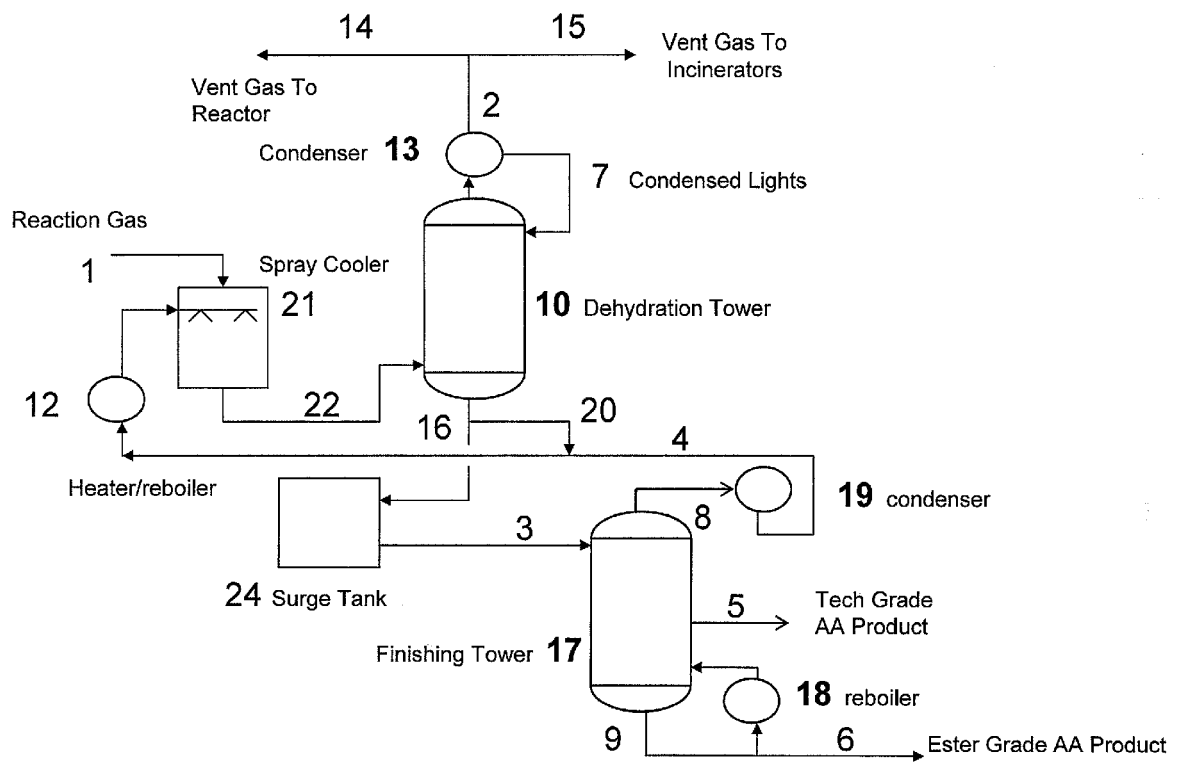 14
15
Vent Gas To
Incinerators
Vent Gas To
Reactor
2
Condenser 13
7 Condensed Lights
Reaction Gas
1
Spray Cooler
21
10 Dehydration Tower
12
22
16
20
4
Heater/reboiler
19 condenser
8
3
24 Surge Tank
5
Tech Grade
AA Product
Finishing Tower 17
18 reboiler
9
6
Ester Grade AA Product